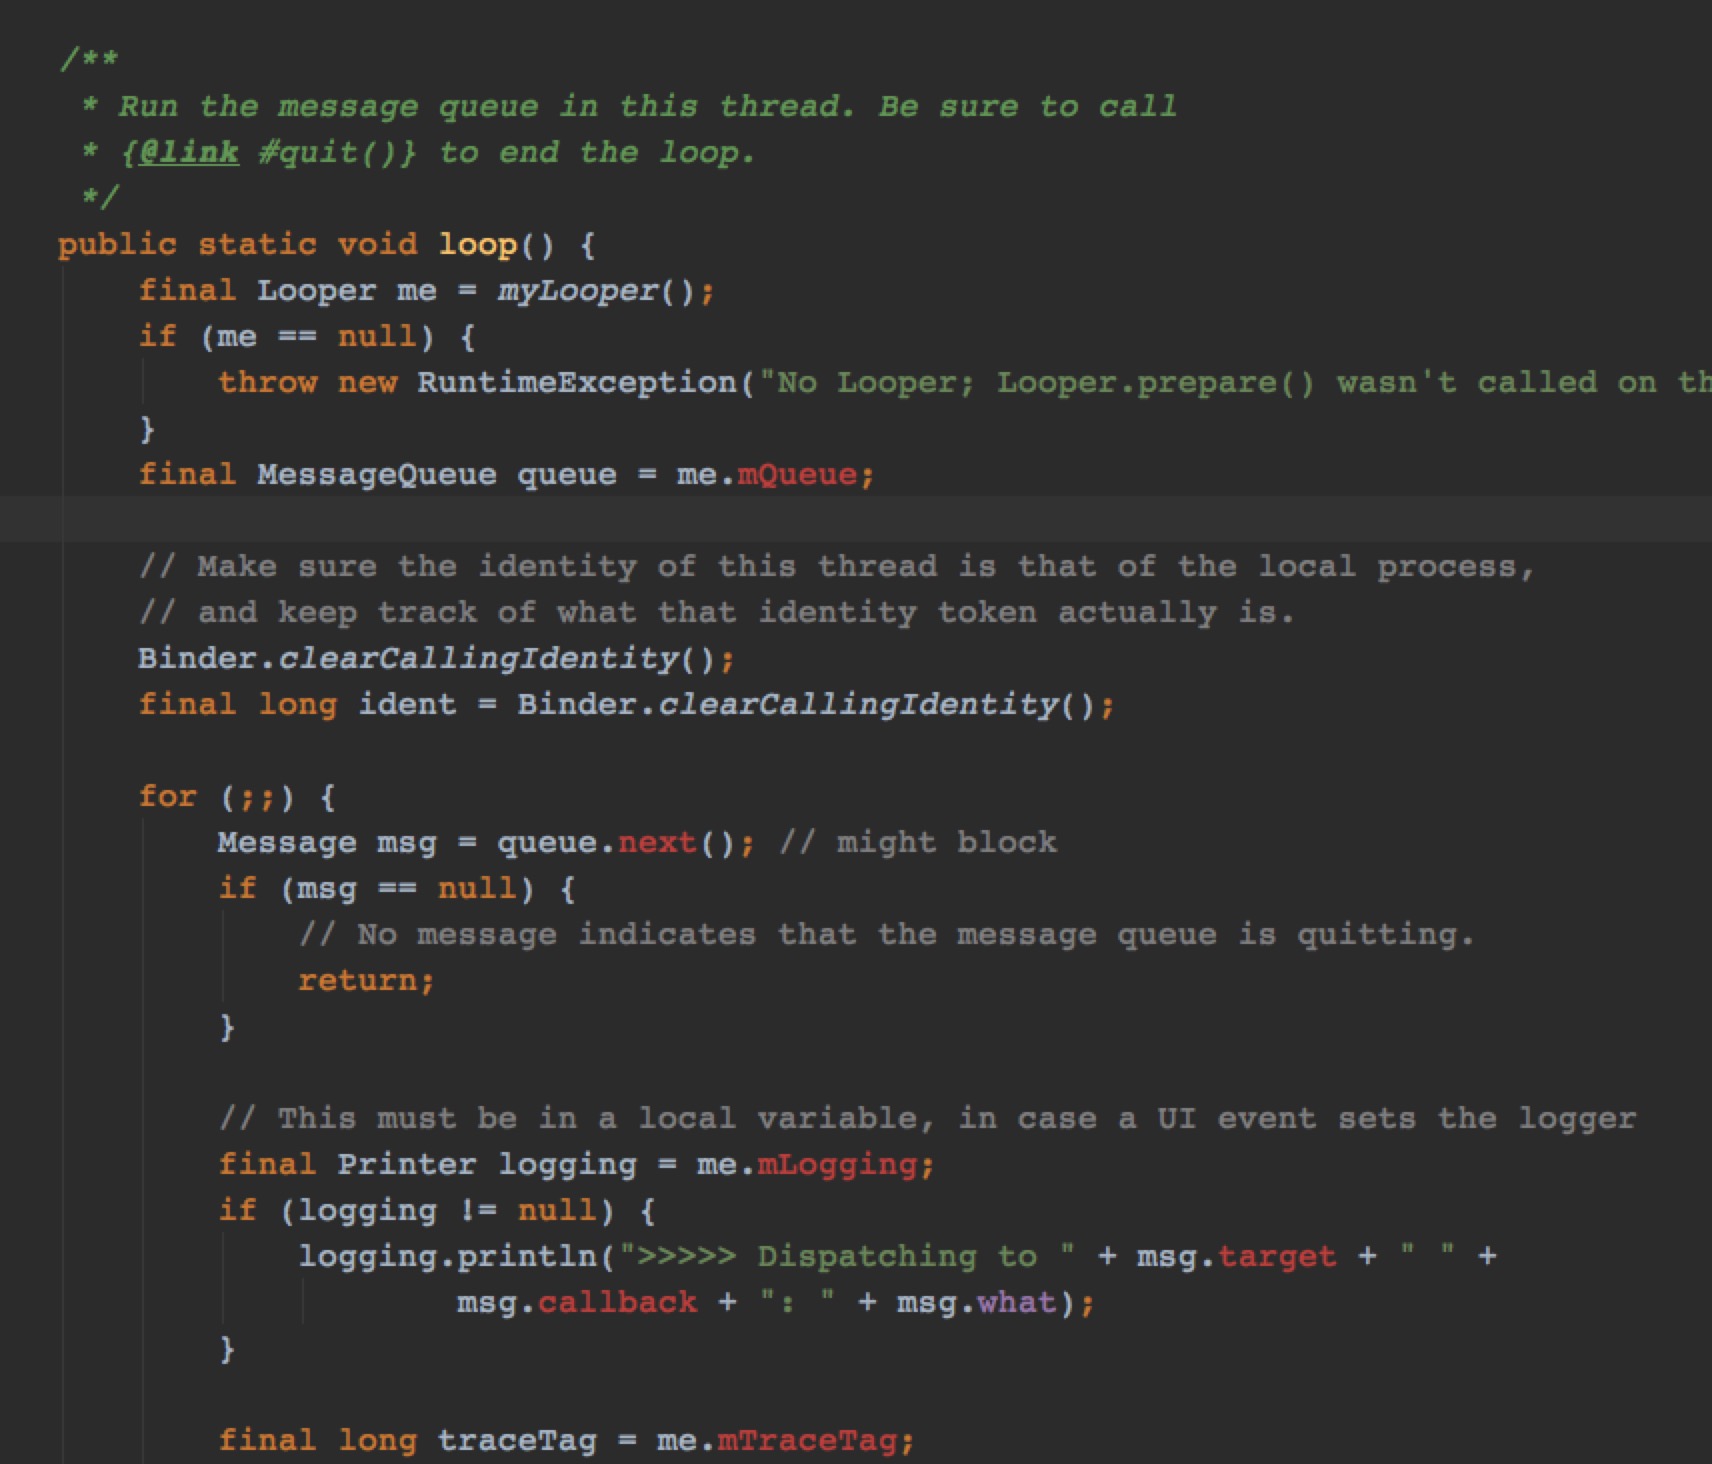 /**
 * Run the message queue in this thread. Be sure to call
 * {@link #quit()} to end the loop.
 */
public static void loop() {
    final Looper me = myLooper();
    if (me == null) {
        throw new RuntimeException("No Looper; Looper.prepare() wasn't called on th
    }
    final MessageQueue queue = me.mQueue;

    // Make sure the identity of this thread is that of the local process,
    // and keep track of what that identity token actually is.
    Binder.clearCallingIdentity();
    final long ident = Binder.clearCallingIdentity();

    for (;;) {
        Message msg = queue.next(); // might block
        if (msg == null) {
            // No message indicates that the message queue is quitting.
            return;
        }

        // This must be in a local variable, in case a UI event sets the logger
        final Printer logging = me.mLogging;
        if (logging != null) {
            logging.println(">>>>> Dispatching to " + msg.target + " " +
                    msg.callback + ": " + msg.what);
        }

        final long traceTag = me.mTraceTag;